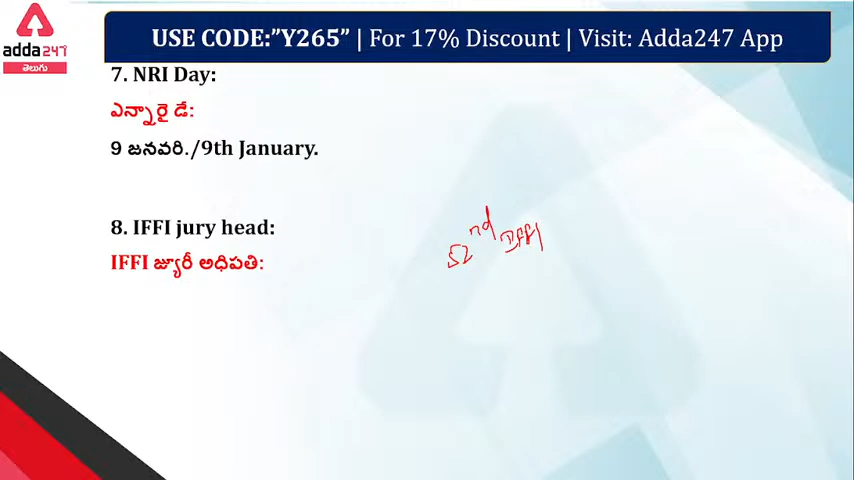 adda247
తెలుగు
USE CODE:”Y265” | For 17% Discount | Visit: Adda247 App
7. NRI Day:
ఎన్నారై డే:
9 జనవరి./9th January.
8. IFFI jury head:
IFFI జ్యూరీ అధిపతి:
52nd IFFI